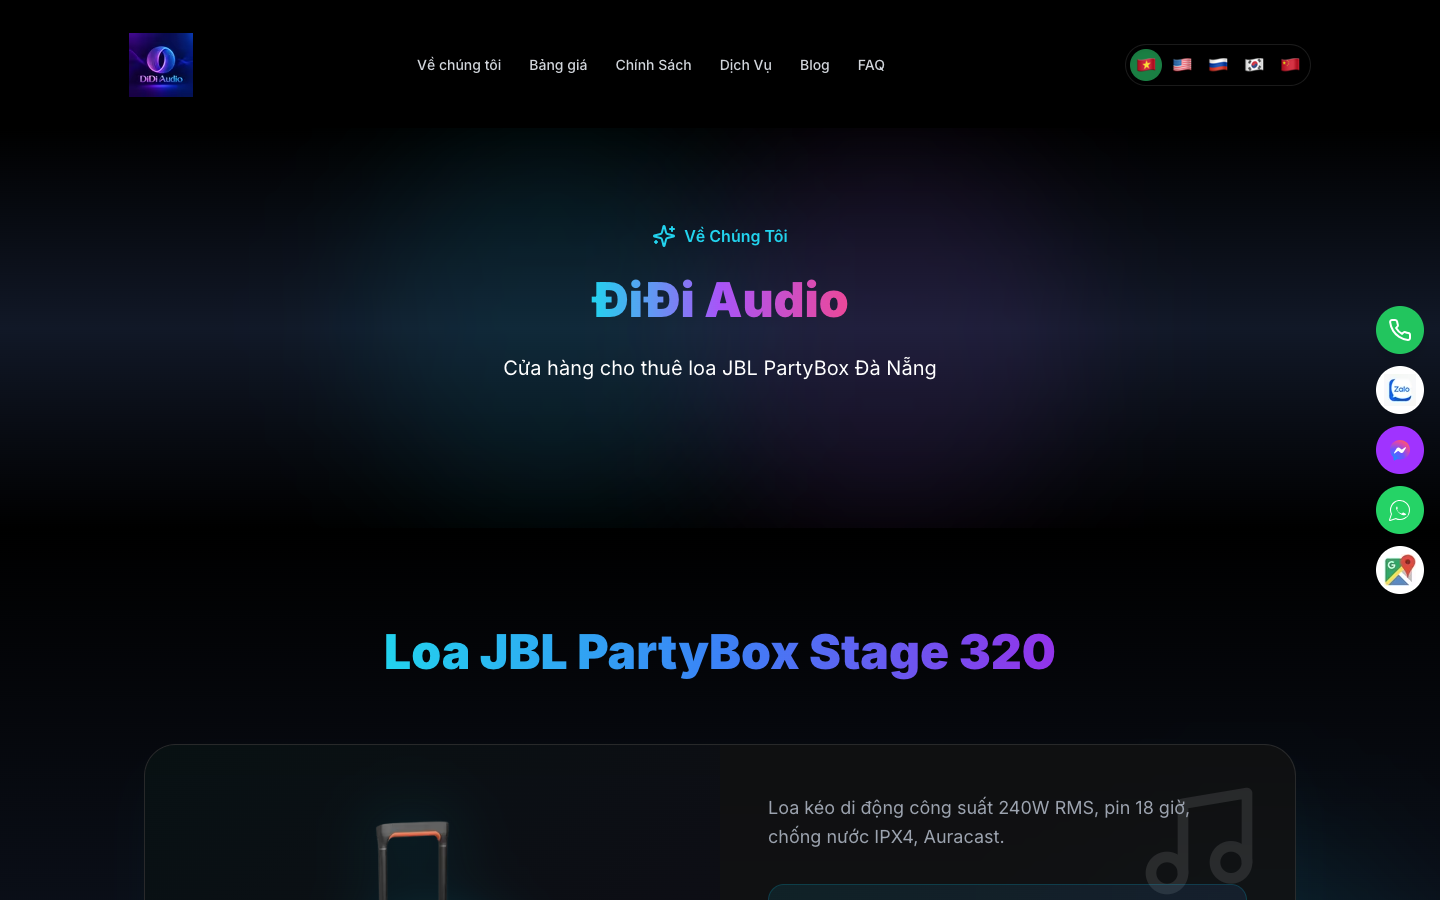 DiDi Audio
Về chúng tôi
Bảng giá
Chính Sách
Dịch Vụ
Blog
FAQ
Về Chúng Tôi
ĐiĐi Audio
Cửa hàng cho thuê loa JBL PartyBox Đà Nẵng
Zalo
G
Loa JBL PartyBox Stage 320
Loa kéo di động công suất 240W RMS, pin 18 giờ,
chống nước IPX4, Auracast.